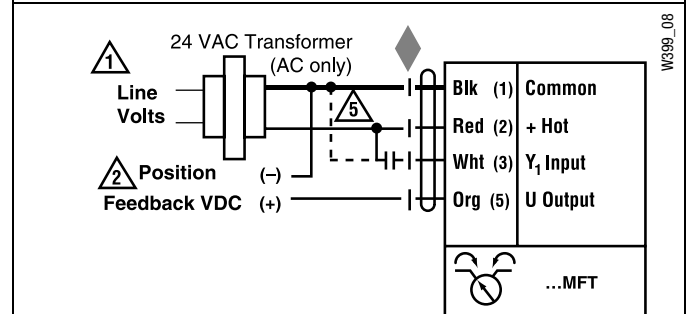 W399_08
24 VAC Transformer
(AC only)
1
Line
Volts
5
Blk (1) Common
Red (2) + Hot
Wht (3) Y1 Input
Org (5) U Output
2 Position (–)
Feedback VDC (+)
...MFT